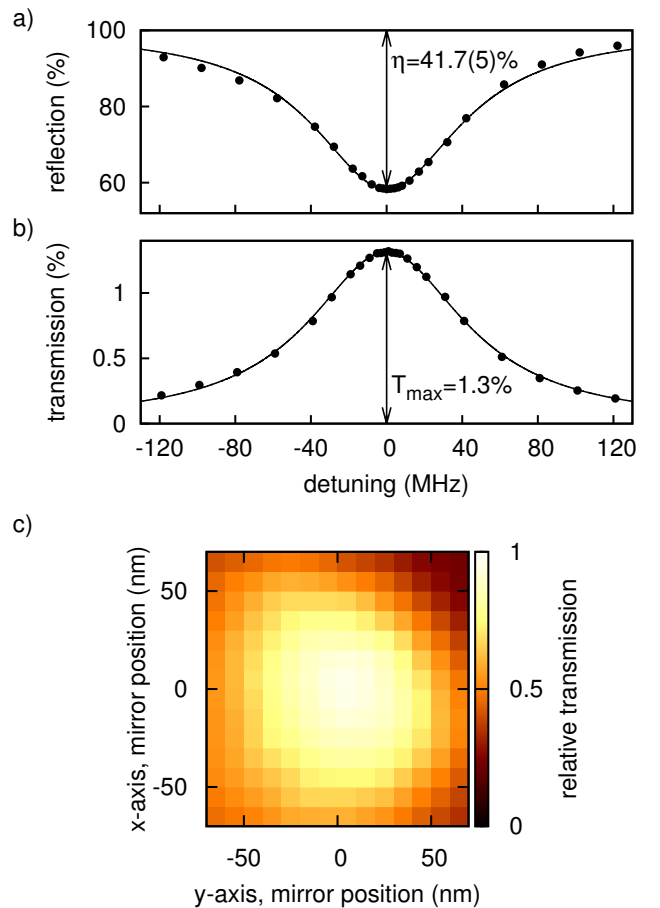 a)
100
80
60
reflection (%)
η=41.7(5)%
b)
1
0.5
0
transmission (%)
Tmax=1.3%
-120 -80 -40 0 40 80 120
detuning (MHz)
c)
50
0
-50
x-axis, mirror position (nm)
-50 0 50
y-axis, mirror position (nm)
1
0.5
0
relative transmission